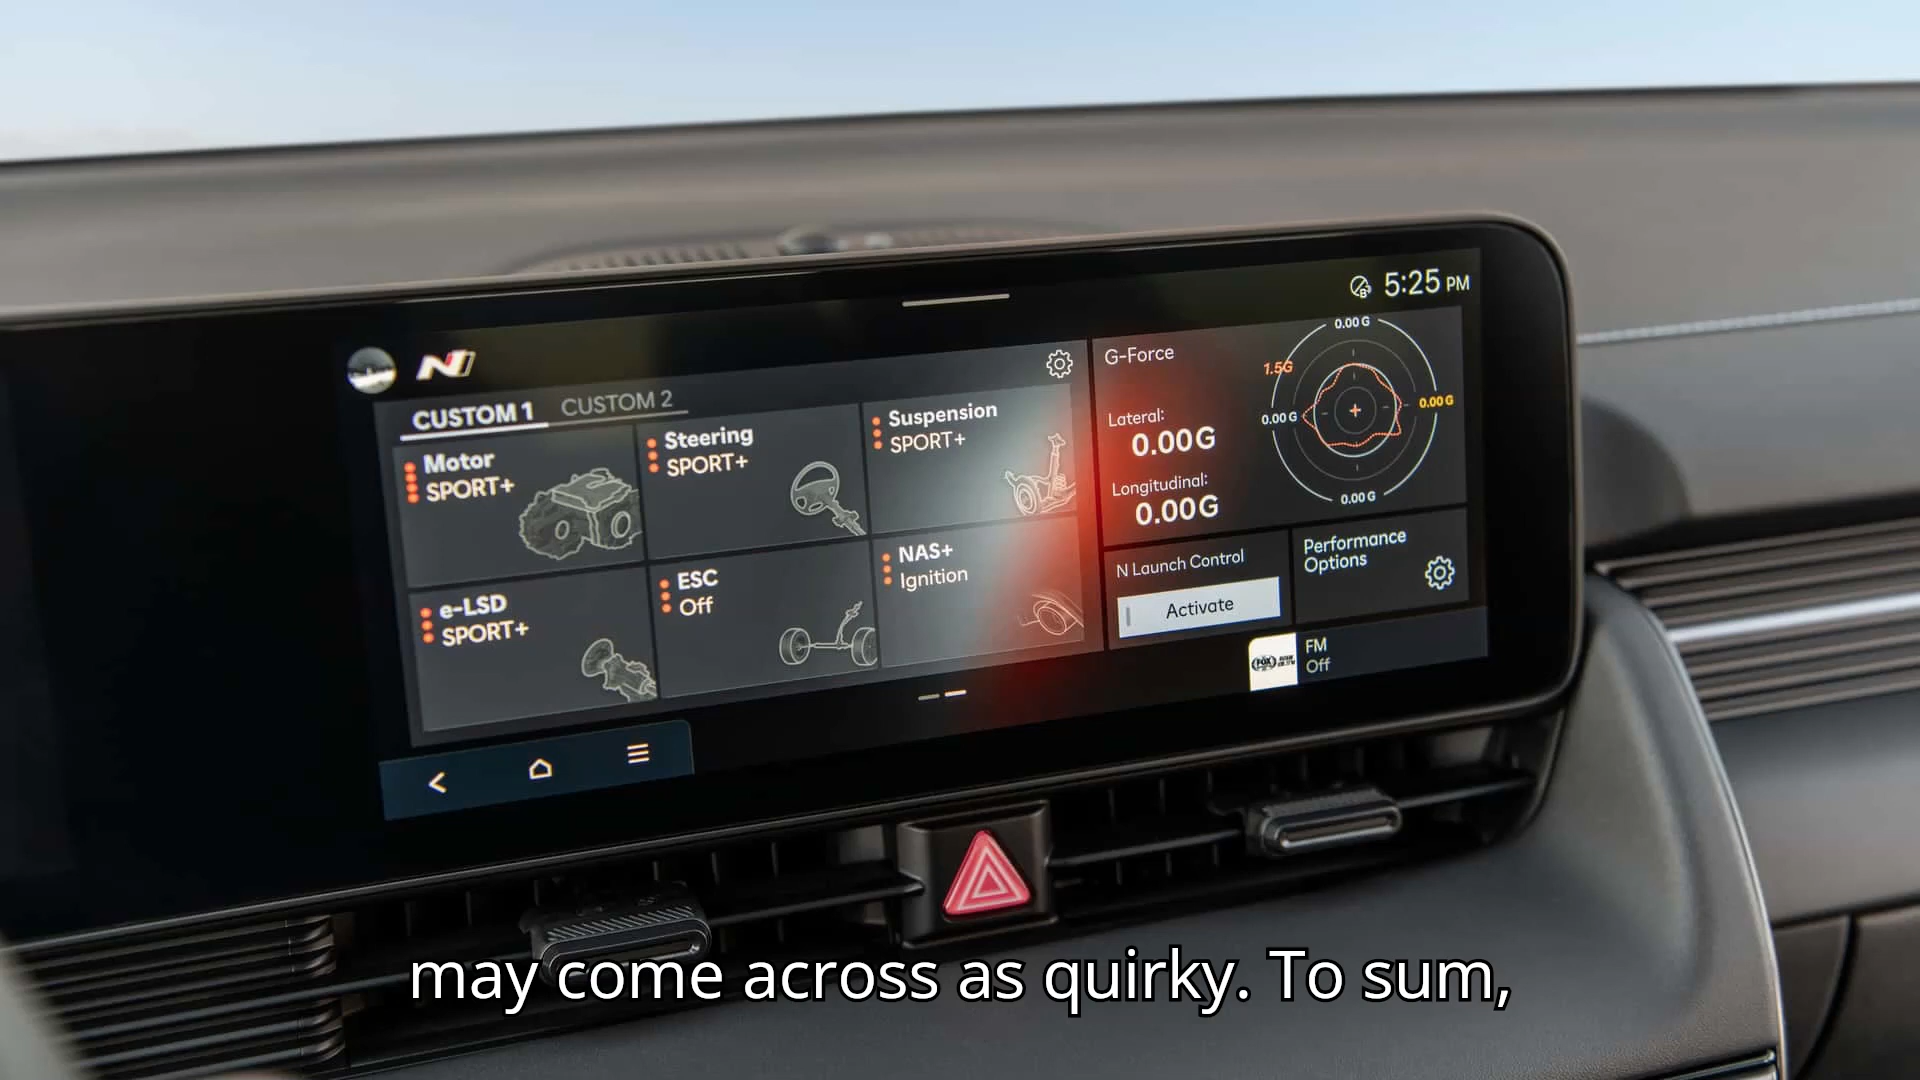 5:25 PM
N
CUSTOM 1
CUSTOM 2
Motor
SPORT+
Steering
SPORT+
Suspension
SPORT+
e-LSD
SPORT+
ESC
Off
NAS+
Ignition
G-Force
Lateral:
0.00G
Longitudinal:
0.00G
0.00 G
1.5G
0.00 G
0.00 G
0.00 G
N Launch Control
Activate
Performance
Options
FOX
FM
Off
may come across as quirky. To sum,